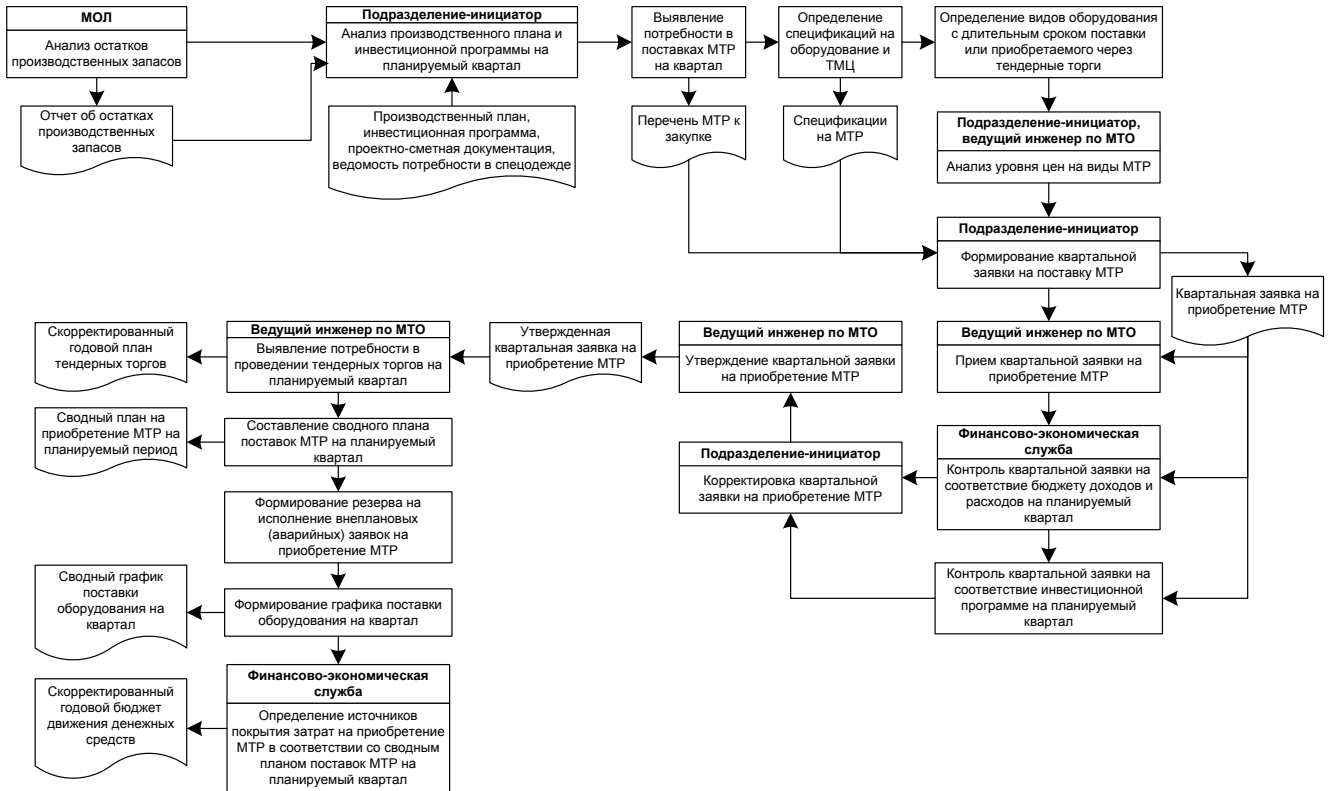 МОЛ
Анализ остатков
производственных запасов
Отчет об остатках
производственных
запасов
Подразделение-инициатор
Анализ производственного плана и
инвестиционной программы на
планируемый квартал
Производственный план,
инвестиционная программа,
проектно-сметная документация,
ведомость потребности в спецодежде
Выявление
потребности в
поставках МТР
на квартал
Перечень МТР к
закупке
Определение
спецификаций на
оборудование и
ТМЦ
Спецификации
на МТР
Определение видов оборудования
с длительным сроком поставки
или приобретаемого через
тендерные торги
Подразделение-инициатор,
ведущий инженер по МТО
Анализ уровня цен на виды МТР
Подразделение-инициатор
Формирование квартальной
заявки на поставку МТР
Квартальная заявка на
приобретение МТР
Ведущий инженер по МТО
Прием квартальной заявки на
приобретение МТР
Финансово-экономическая
служба
Контроль квартальной заявки на
соответствие бюджету доходов и
расходов на планируемый
квартал
Контроль квартальной заявки на
соответствие инвестиционной
программе на планируемый
квартал
Подразделение-инициатор
Корректировка квартальной
заявки на приобретение МТР
Ведущий инженер по МТО
Утверждение квартальной заявки
на приобретение МТР
Утвержденная
квартальная заявка на
приобретение МТР
Ведущий инженер по МТО
Выявление потребности в
проведении тендерных торгов на
планируемый квартал
Скорректированный
годовой план
тендерных торгов
Составление сводного плана
поставок МТР на планируемый
квартал
Сводный план на
приобретение МТР на
планируемый период
Формирование резерва на
исполнение внеплановых
(аварийных) заявок на
приобретение МТР
Формирование графика поставки
оборудования на квартал
Сводный график
поставки
оборудования на
квартал
Финансово-экономическая
служба
Определение источников
покрытия затрат на приобретение
МТР в соответствии со сводным
планом поставок МТР на
планируемый квартал
Скорректированный
годовой бюджет
движения денежных
средств